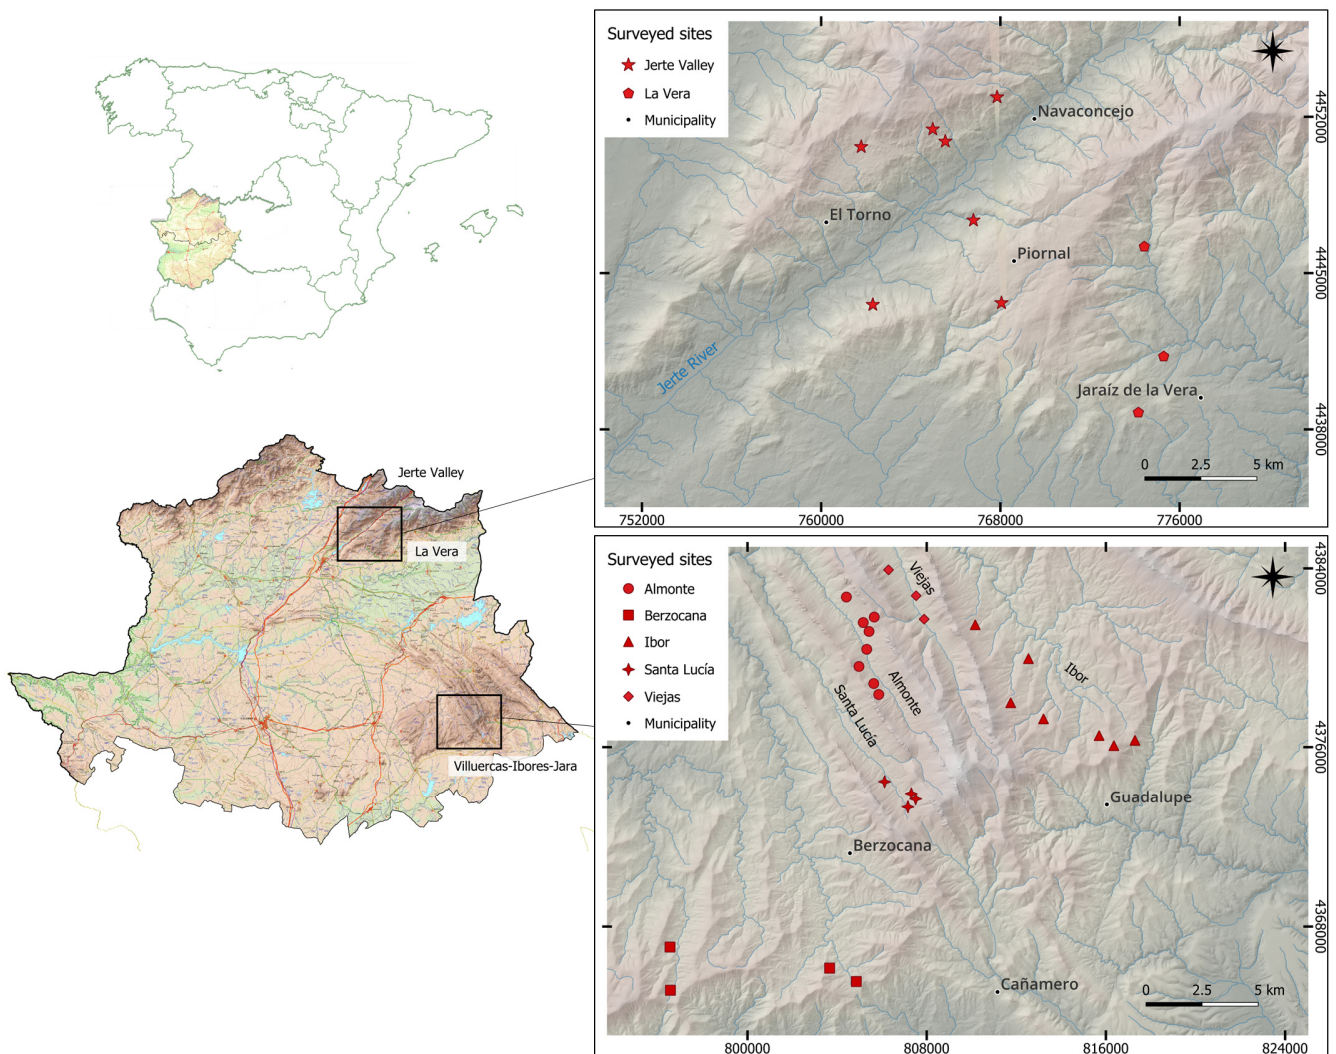 Surveyed sites
Jerte Valley
La Vera
Municipality
Navaconcejo
El Torno
Piornal
Jerte River
Jaraíz de la Vera
0 2.5 5 km
4452000
4445000
4438000
752000 760000 768000 776000
Jerte Valley
La Vera
Villuercas-Ibores-Jara
Surveyed sites
Almonte
Berzocana
Ibor
Santa Lucía
Viejas
Municipality
Viejas
Almonte
Santa Lucía
Ibor
Guadalupe
Berzocana
Cañamero
0 2.5 5 km
4384000
4376000
4368000
800000 808000 816000 824000